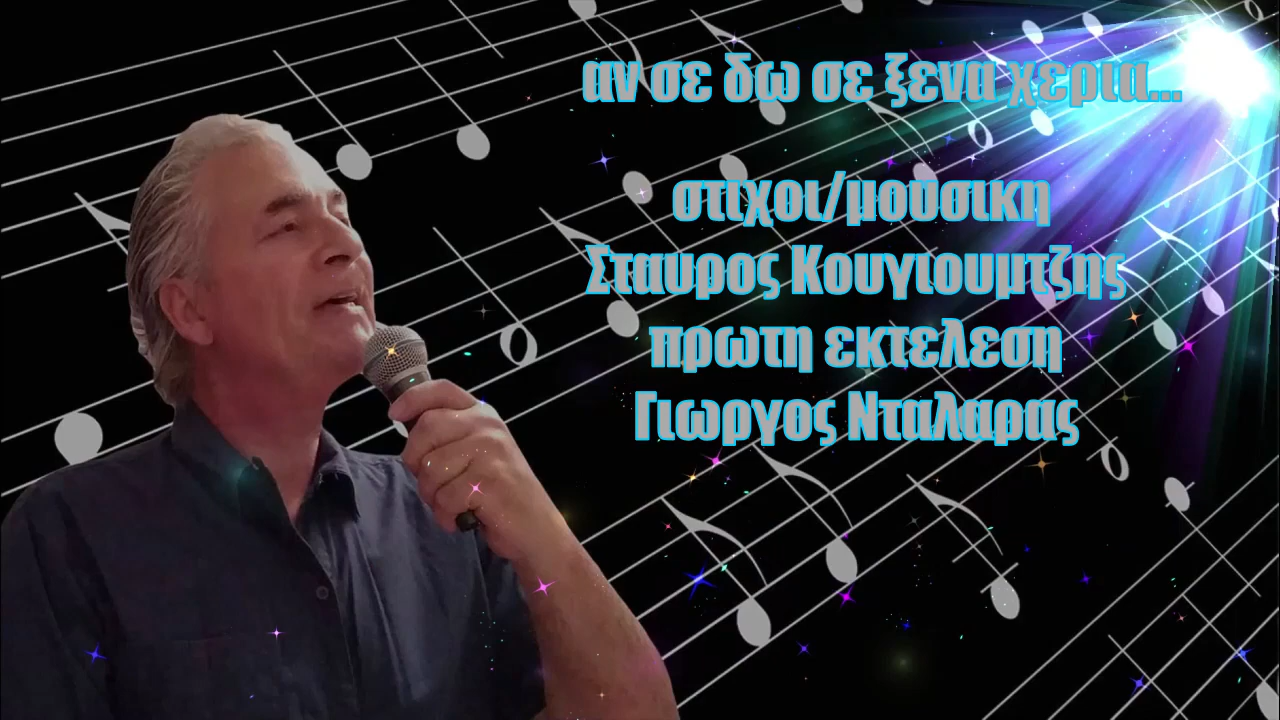 αν σε δω σε ξενα χερια...
στιχοι/μουσικη
Σταυρος Κουγιουμτζης
πρωτη εκτελεση
Γιωργος Νταλαρας